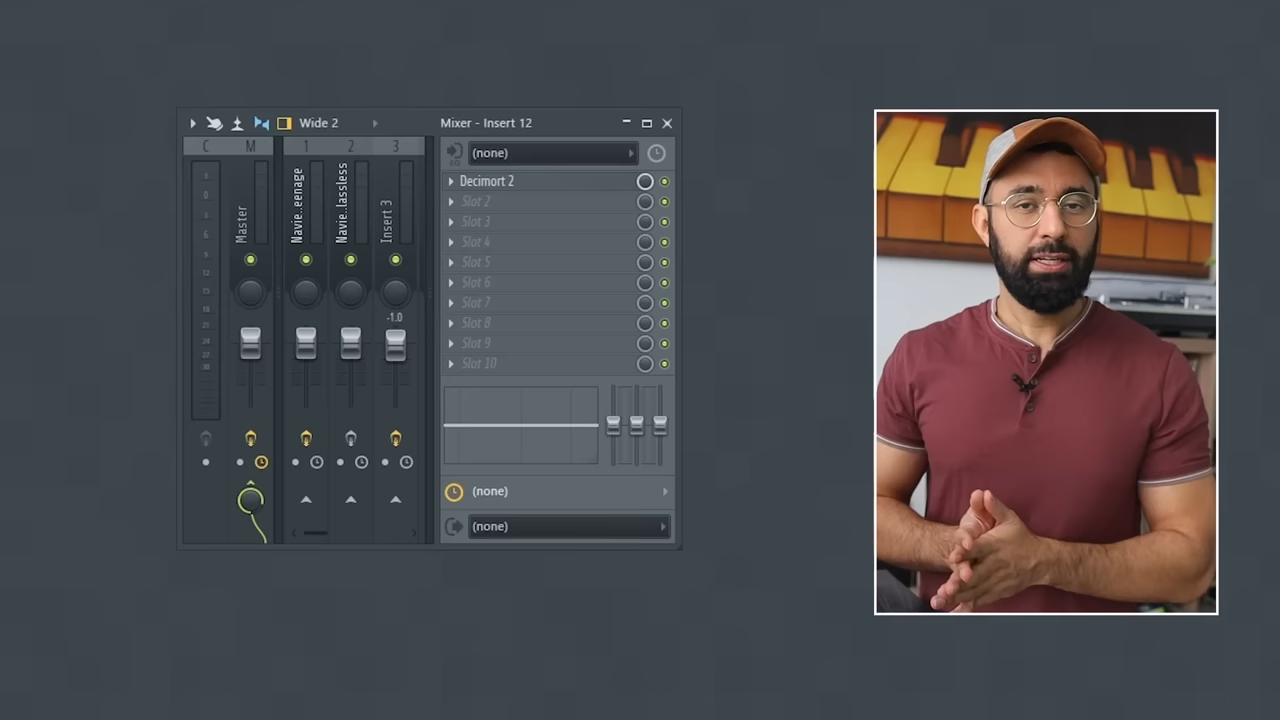 Wide 2
Mixer - Insert 12
C M 1 2 3
Master
Navie..eenage
Navie..lassless
Insert 3
-1.0
(none)
Decimort 2
Slot 2
Slot 3
Slot 4
Slot 5
Slot 6
Slot 7
Slot 8
Slot 9
Slot 10
(none)
(none)